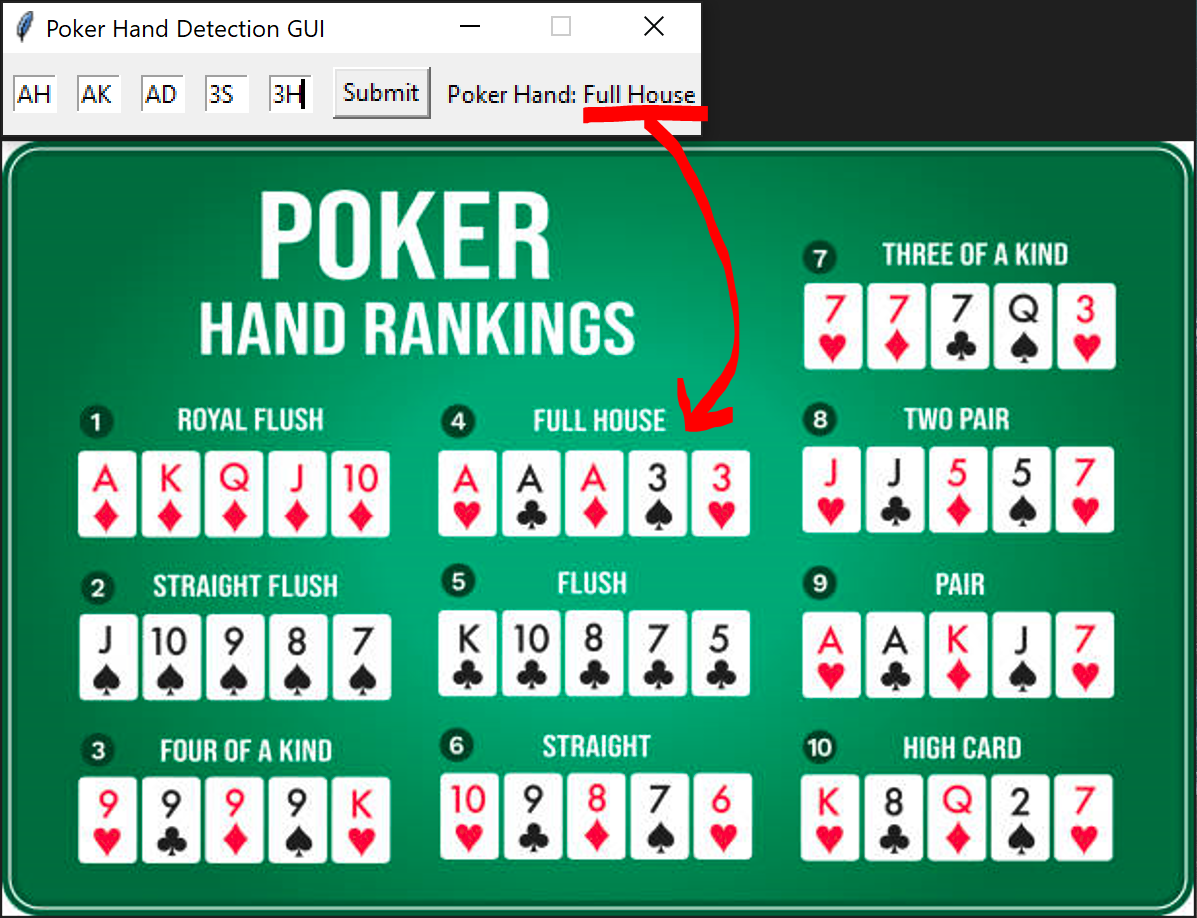 Poker Hand Detection GUI
AH AK AD 3S 3H Submit Poker Hand: Full House
POKER
HAND RANKINGS
1 ROYAL FLUSH
A K Q J 10
2 STRAIGHT FLUSH
J 10 9 8 7
3 FOUR OF A KIND
9 9 9 9 K
4 FULL HOUSE
A A A 3 3
5 FLUSH
K 10 8 7 5
6 STRAIGHT
10 9 8 7 6
7 THREE OF A KIND
7 7 7 Q 3
8 TWO PAIR
J J 5 5 7
9 PAIR
A A K J 7
10 HIGH CARD
K 8 Q 2 7